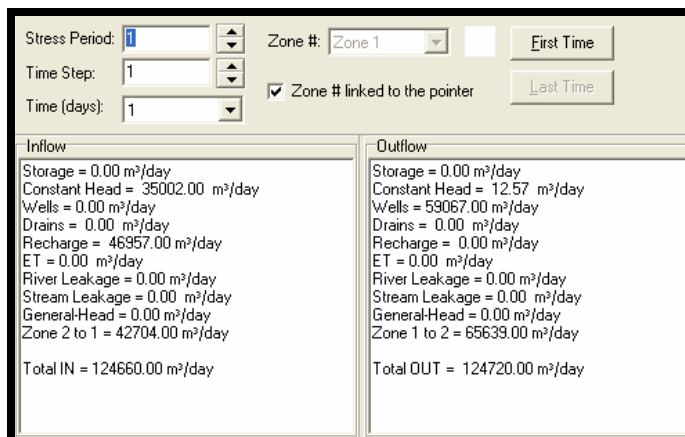 Stress Period: 1 Zone #: Zone 1 First Time
Time Step: 1 Zone # linked to the pointer Last Time
Time (days): 1
Inflow
Storage = 0.00 m³/day
Constant Head = 35002.00 m³/day
Wells = 0.00 m³/day
Drains = 0.00 m³/day
Recharge = 46957.00 m³/day
ET = 0.00 m³/day
River Leakage = 0.00 m³/day
Stream Leakage = 0.00 m³/day
General-Head = 0.00 m³/day
Zone 2 to 1 = 42704.00 m³/day
Total IN = 124660.00 m³/day
Outflow
Storage = 0.00 m³/day
Constant Head = 12.57 m³/day
Wells = 59067.00 m³/day
Drains = 0.00 m³/day
Recharge = 0.00 m³/day
ET = 0.00 m³/day
River Leakage = 0.00 m³/day
Stream Leakage = 0.00 m³/day
General-Head = 0.00 m³/day
Zone 1 to 2 = 65639.00 m³/day
Total OUT = 124720.00 m³/day